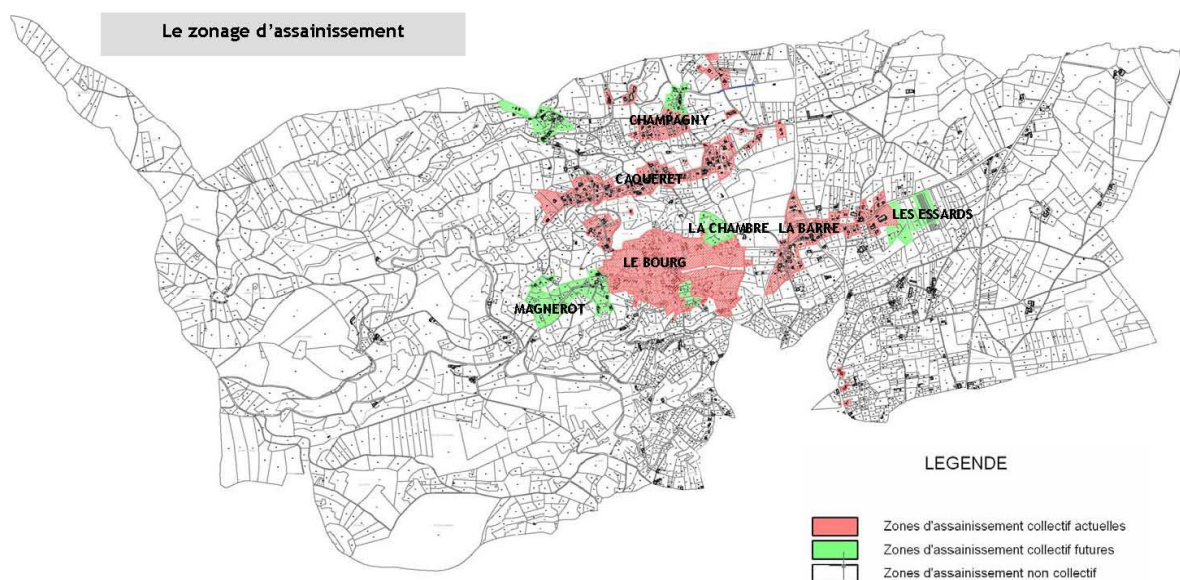 Le zonage d'assainissement
CHAMPAGNY
CAQUERET
LES ESSARDS
LA CHAMBRE
LA BARRE
LE BOURG
MAGNEROT
LEGENDE
Zones d'assainissement collectif actuelles
Zones d'assainissement collectif futures
Zones d'assainissement non collectif